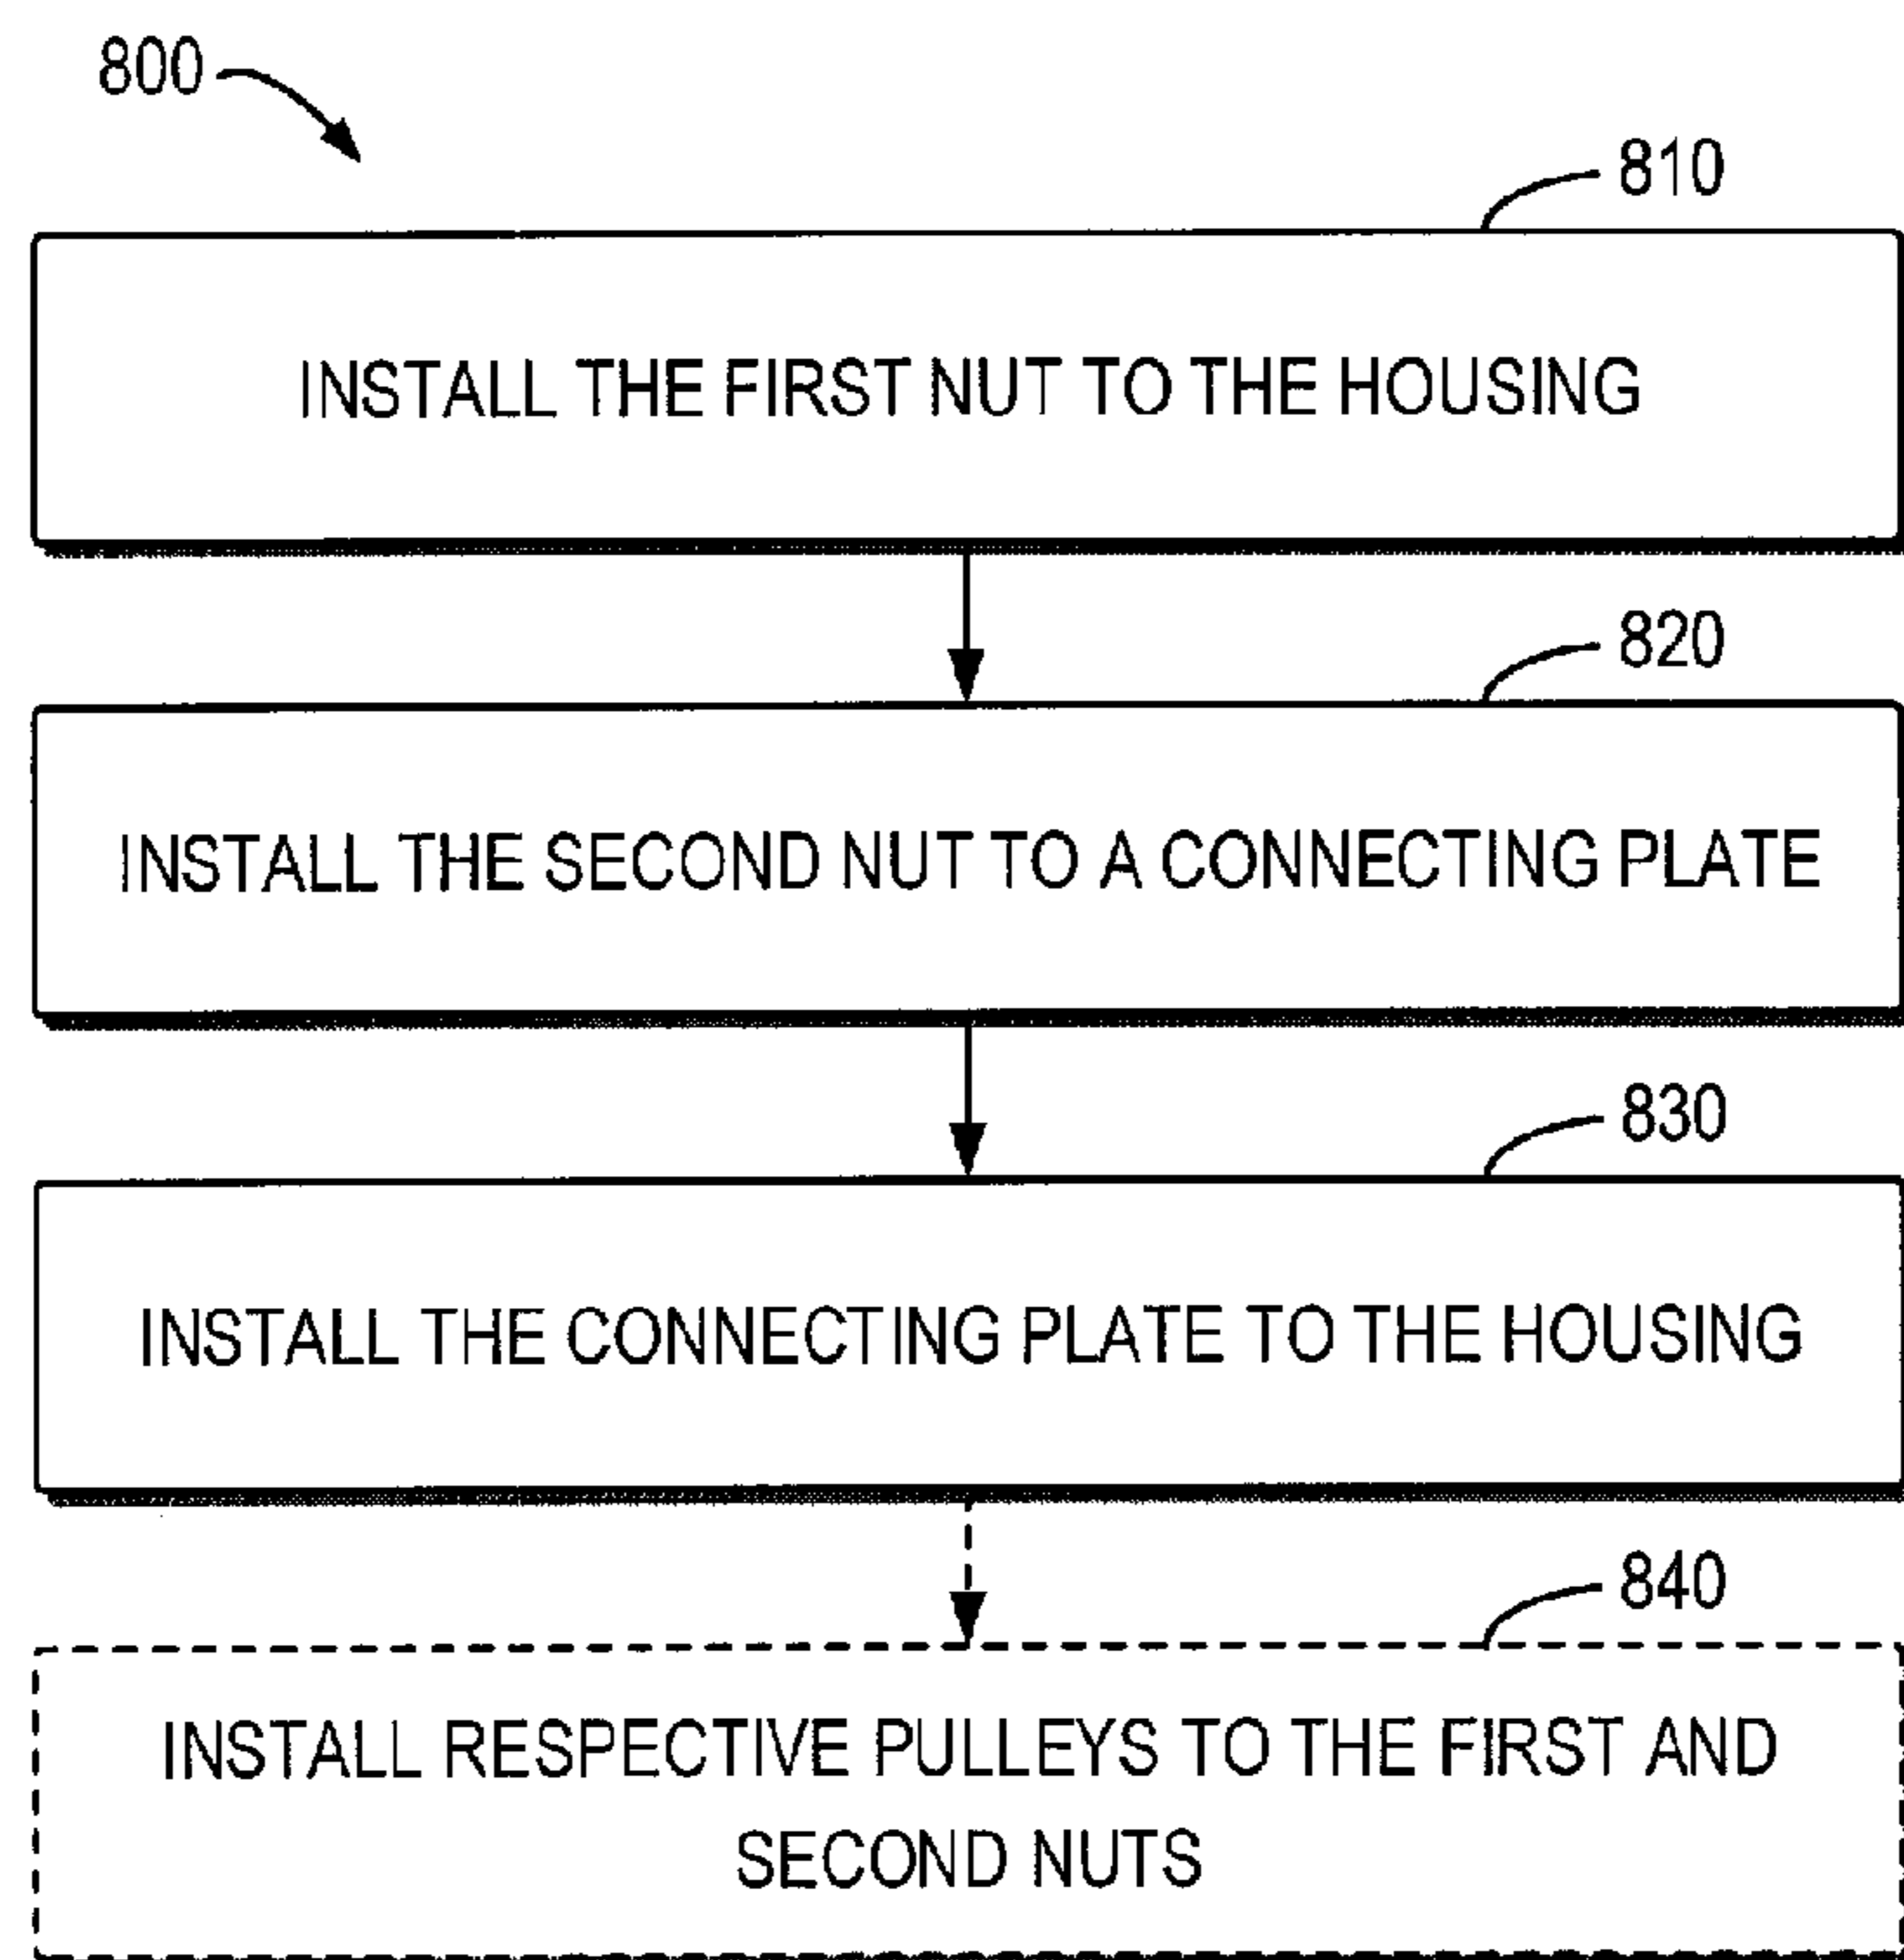 800
810
INSTALL THE FIRST NUT TO THE HOUSING
820
INSTALL THE SECOND NUT TO A CONNECTING PLATE
830
INSTALL THE CONNECTING PLATE TO THE HOUSING
840
INSTALL RESPECTIVE PULLEYS TO THE FIRST AND
SECOND NUTS